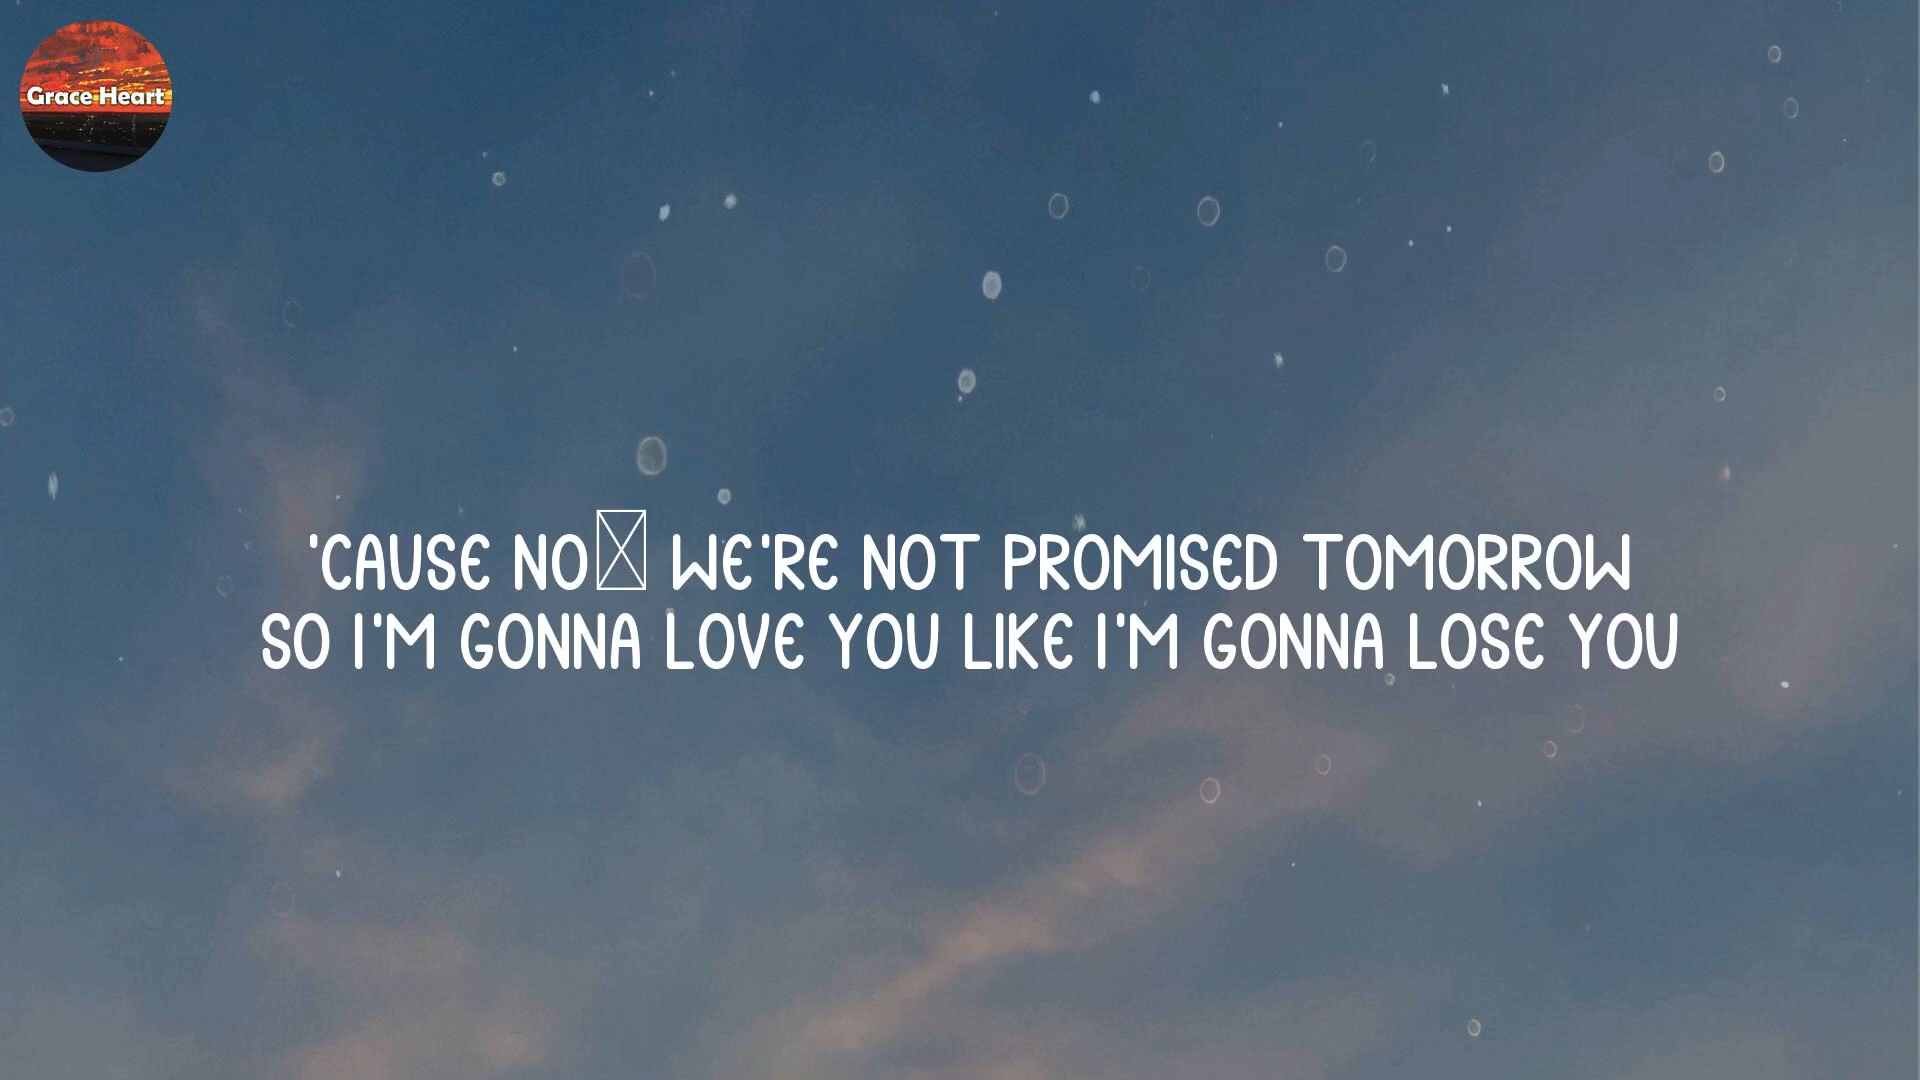 Grace Heart
'CAUSE NO☒ WE'RE NOT PROMISED TOMORROW
SO I'M GONNA LOVE YOU LIKE I'M GONNA LOSE YOU